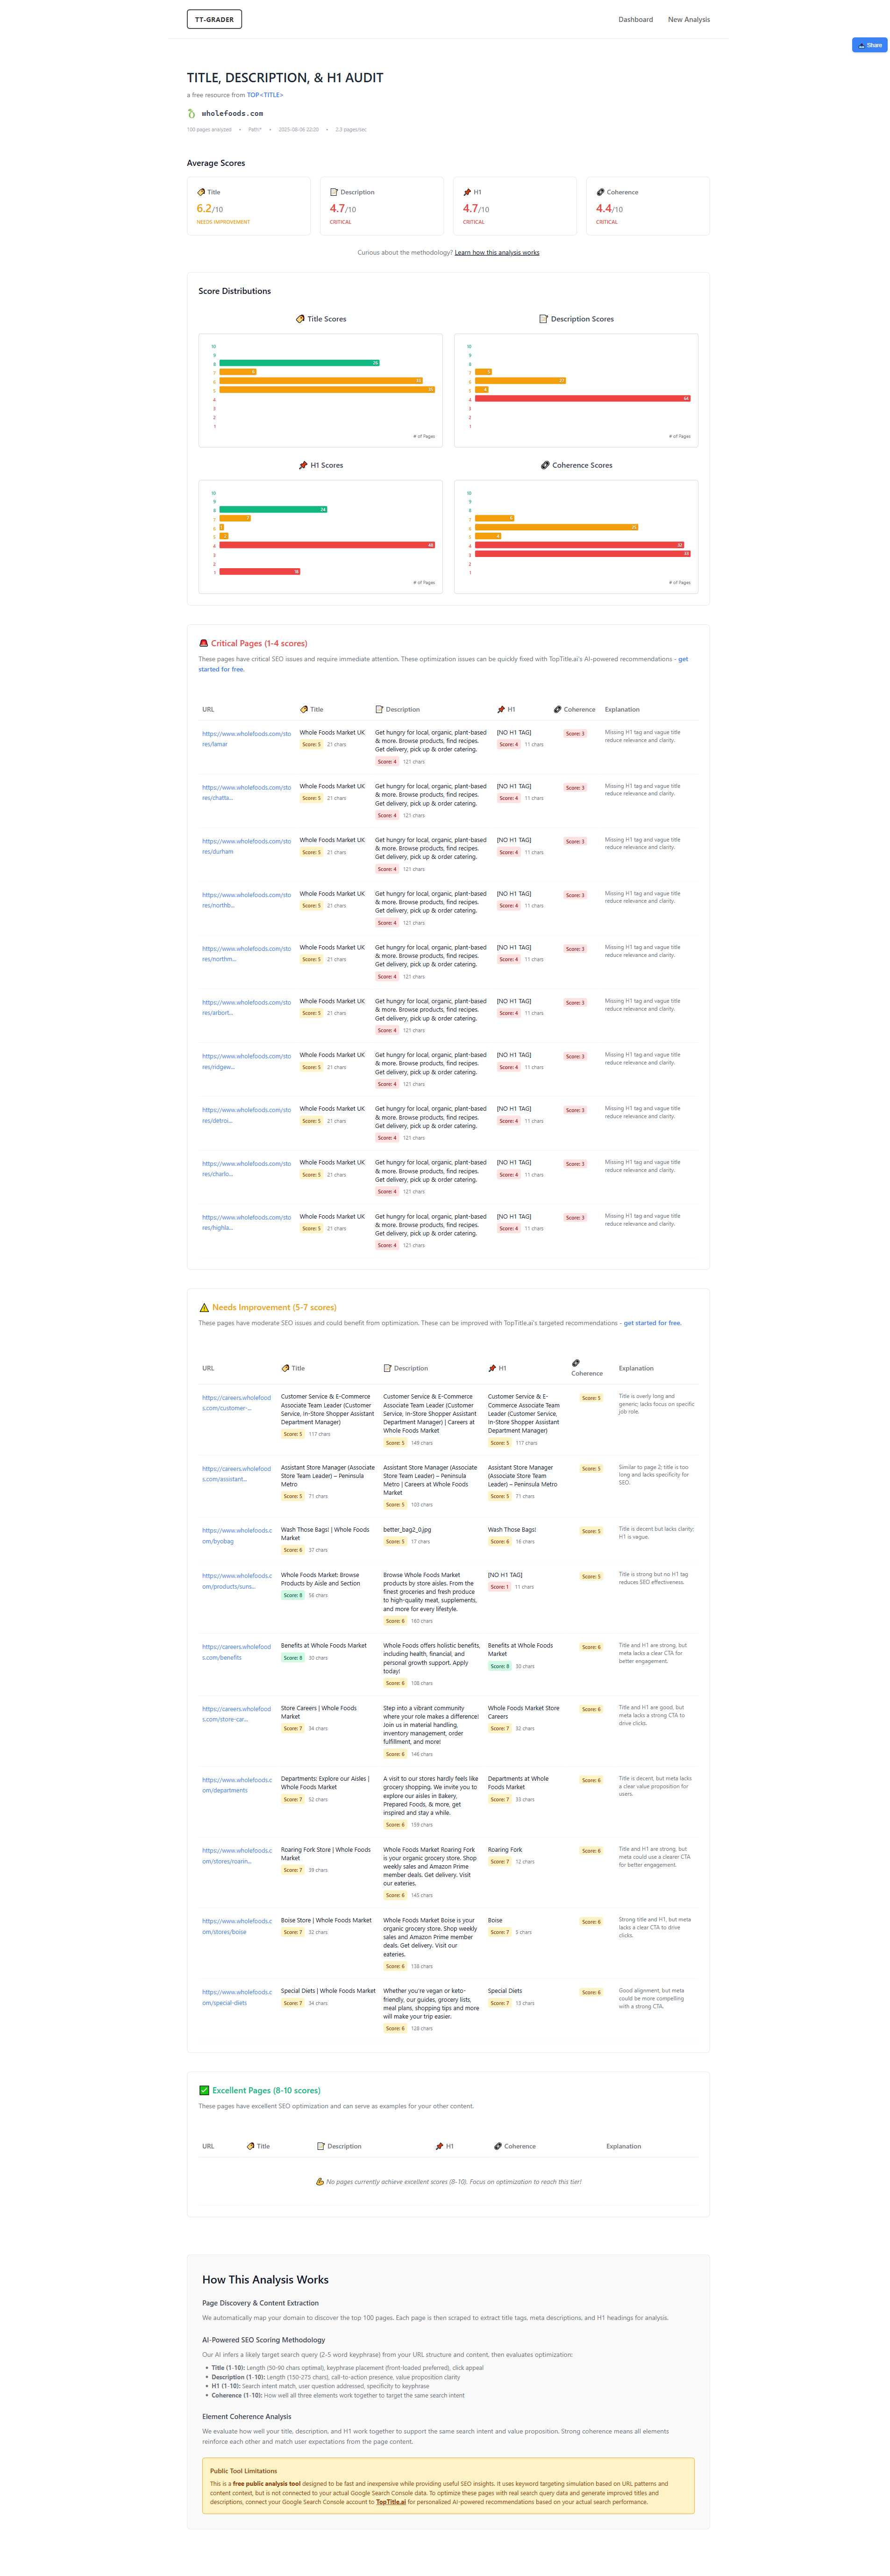 TT-GRADER
Dashboard
New Analysis
Share
TITLE, DESCRIPTION, & H1 AUDIT
a free resource from TOP<TITLE>
wholefoods.com
100 pages analyzed • • 2025-08-06 22:20 • 2.3 pages/sec
Average Scores
Title
6.2/10
NEEDS IMPROVEMENT
Description
4.7/10
CRITICAL
H1
4.7/10
CRITICAL
Coherence
4.4/10
CRITICAL
Curious about the methodology? Learn how this analysis works
Score Distributions
Title Scores
10
9
8
7
6
5
4
3
2
1
# of Pages
Description Scores
10
9
8
7
6
5
4
3
2
1
# of Pages
H1 Scores
10
9
8
7
6
5
4
3
2
1
# of Pages
Coherence Scores
10
9
8
7
6
5
4
3
2
1
# of Pages
Critical Pages (1-4 scores)
These pages have critical SEO issues and require immediate attention. These optimization issues can be quickly fixed with TopTitle.ai's AI-powered recommendations - get
started for free.
URL Title Description H1 Coherence Explanation
https://www.wholefoods.com/sto
res/lamar
Whole Foods Market UK
Score: 5 21 chars
Get hungry for local, organic, plant-based
& more. Browse products, find recipes.
Get delivery, pick up & order catering.
Score: 4 121 chars
[NO H1 TAG]
Score: 4 11 chars
Score: 3
Missing H1 tag and vague title
reduce relevance and clarity.
https://www.wholefoods.com/sto
res/chatta...
Whole Foods Market UK
Score: 5 21 chars
Get hungry for local, organic, plant-based
& more. Browse products, find recipes.
Get delivery, pick up & order catering.
Score: 4 121 chars
[NO H1 TAG]
Score: 4 11 chars
Score: 3
Missing H1 tag and vague title
reduce relevance and clarity.
https://www.wholefoods.com/sto
res/durham
Whole Foods Market UK
Score: 5 21 chars
Get hungry for local, organic, plant-based
& more. Browse products, find recipes.
Get delivery, pick up & order catering.
Score: 4 121 chars
[NO H1 TAG]
Score: 4 11 chars
Score: 3
Missing H1 tag and vague title
reduce relevance and clarity.
https://www.wholefoods.com/sto
res/northb...
Whole Foods Market UK
Score: 5 21 chars
Get hungry for local, organic, plant-based
& more. Browse products, find recipes.
Get delivery, pick up & order catering.
Score: 4 121 chars
[NO H1 TAG]
Score: 4 11 chars
Score: 3
Missing H1 tag and vague title
reduce relevance and clarity.
https://www.wholefoods.com/sto
res/northm...
Whole Foods Market UK
Score: 5 21 chars
Get hungry for local, organic, plant-based
& more. Browse products, find recipes.
Get delivery, pick up & order catering.
Score: 4 121 chars
[NO H1 TAG]
Score: 4 11 chars
Score: 3
Missing H1 tag and vague title
reduce relevance and clarity.
https://www.wholefoods.com/sto
res/arbort...
Whole Foods Market UK
Score: 5 21 chars
Get hungry for local, organic, plant-based
& more. Browse products, find recipes.
Get delivery, pick up & order catering.
Score: 4 121 chars
[NO H1 TAG]
Score: 4 11 chars
Score: 3
Missing H1 tag and vague title
reduce relevance and clarity.
https://www.wholefoods.com/sto
res/ridgew...
Whole Foods Market UK
Score: 5 21 chars
Get hungry for local, organic, plant-based
& more. Browse products, find recipes.
Get delivery, pick up & order catering.
Score: 4 121 chars
[NO H1 TAG]
Score: 4 11 chars
Score: 3
Missing H1 tag and vague title
reduce relevance and clarity.
https://www.wholefoods.com/sto
res/detroi...
Whole Foods Market UK
Score: 5 21 chars
Get hungry for local, organic, plant-based
& more. Browse products, find recipes.
Get delivery, pick up & order catering.
Score: 4 121 chars
[NO H1 TAG]
Score: 4 11 chars
Score: 3
Missing H1 tag and vague title
reduce relevance and clarity.
https://www.wholefoods.com/sto
res/charlo...
Whole Foods Market UK
Score: 5 21 chars
Get hungry for local, organic, plant-based
& more. Browse products, find recipes.
Get delivery, pick up & order catering.
Score: 4 121 chars
[NO H1 TAG]
Score: 4 11 chars
Score: 3
Missing H1 tag and vague title
reduce relevance and clarity.
https://www.wholefoods.com/sto
res/highla...
Whole Foods Market UK
Score: 5 21 chars
Get hungry for local, organic, plant-based
& more. Browse products, find recipes.
Get delivery, pick up & order catering.
Score: 4 121 chars
[NO H1 TAG]
Score: 4 11 chars
Score: 3
Missing H1 tag and vague title
reduce relevance and clarity.
Needs Improvement (5-7 scores)
These pages have moderate SEO issues and could benefit from optimization. These can be improved with TopTitle.ai's targeted recommendations - get started for free.
URL Title Description H1 Coherence Explanation
https://careers.wholefood
s.com/customer-...
Customer Service & E-Commerce
Associate Team Leader (Customer
Service, In-Store Shopper Assistant
Department Manager)
Score: 5 117 chars
Customer Service & E-Commerce
Associate Team Leader (Customer
Service, In-Store Shopper Assistant
Department Manager) | Careers at
Whole Foods Market
Score: 5 149 chars
Customer Service & E-
Commerce Associate Team
Leader (Customer Service,
In-Store Shopper Assistant
Department Manager)
Score: 5 117 chars
Score: 5
Title is overly long and
generic; lacks focus on specific
job role.
https://careers.wholefood
s.com/assistant...
Assistant Store Manager (Associate
Store Team Leader) – Peninsula
Metro
Score: 5 71 chars
Assistant Store Manager (Associate
Store Team Leader) – Peninsula
Metro | Careers at Whole Foods
Market
Score: 5 103 chars
Assistant Store Manager
(Associate Store Team
Leader) – Peninsula Metro
Score: 5 71 chars
Score: 5
Similar to page 2; title is too
long and lacks specificity for
SEO.
https://www.wholefoods.c
om/byobag
Wash Those Bags! | Whole Foods
Market
Score: 6 37 chars
better_bag2_0.jpg
Score: 5 17 chars
Wash Those Bags!
Score: 6 16 chars
Score: 5
Title is decent but lacks clarity;
H1 is vague.
https://www.wholefoods.c
om/products/suns...
Whole Foods Market: Browse
Products by Aisle and Section
Score: 8 56 chars
Browse Whole Foods Market
products by store aisles. From the
finest groceries and fresh produce
to high-quality meat, supplements,
and more for every lifestyle.
Score: 6 160 chars
[NO H1 TAG]
Score: 1 11 chars
Score: 5
Title is strong but no H1 tag
reduces SEO effectiveness.
https://careers.wholefood
s.com/benefits
Benefits at Whole Foods Market
Score: 8 30 chars
Whole Foods offers holistic benefits,
including health, financial, and
personal growth support. Apply
today!
Score: 6 108 chars
Benefits at Whole Foods
Market
Score: 8 30 chars
Score: 6
Title and H1 are strong, but
meta lacks a clear CTA for
better engagement.
https://careers.wholefood
s.com/store-car...
Store Careers | Whole Foods
Market
Score: 7 34 chars
Step into a vibrant community
where your role makes a difference!
Join us in material handling,
inventory management, order
fulfillment, and more!
Score: 6 146 chars
Whole Foods Market Store
Careers
Score: 7 32 chars
Score: 6
Title and H1 are good, but
meta lacks a strong CTA to
drive clicks.
https://www.wholefoods.c
om/departments
Departments: Explore our Aisles |
Whole Foods Market
Score: 7 52 chars
A visit to our stores hardly feels like
grocery shopping. We invite you to
explore our aisles in Bakery,
Prepared Foods, & more, get
inspired and stay a while.
Score: 6 159 chars
Departments at Whole
Foods Market
Score: 7 33 chars
Score: 6
Title is decent, but meta lacks
a clear value proposition for
users.
https://www.wholefoods.c
om/stores/roarin...
Roaring Fork Store | Whole Foods
Market
Score: 7 39 chars
Whole Foods Market Roaring Fork
is your organic grocery store. Shop
weekly sales and Amazon Prime
member deals. Get delivery. Visit
our eateries.
Score: 6 145 chars
Roaring Fork
Score: 7 12 chars
Score: 6
Title and H1 are strong, but
meta could use a clearer CTA
for better engagement.
https://www.wholefoods.c
om/stores/boise
Boise Store | Whole Foods Market
Score: 7 32 chars
Whole Foods Market Boise is your
organic grocery store. Shop weekly
sales and Amazon Prime member
deals. Get delivery. Visit our
eateries.
Score: 6 138 chars
Boise
Score: 7 5 chars
Score: 6
Strong title and H1, but meta
lacks a clear CTA to drive
clicks.
https://www.wholefoods.c
om/special-diets
Special Diets | Whole Foods Market
Score: 7 34 chars
Whether you're vegan or keto-
friendly, our guides, grocery lists,
meal plans, shopping tips and more
will make your trip easier.
Score: 6 128 chars
Special Diets
Score: 7 13 chars
Score: 6
Good alignment, but meta
could be more compelling
with a strong CTA.
Excellent Pages (8-10 scores)
These pages have excellent SEO optimization and can serve as examples for your other content.
URL Title Description H1 Coherence Explanation
No pages currently achieve excellent scores (8-10). Focus on optimization to reach this tier!
How This Analysis Works
Page Discovery & Content Extraction
We automatically map your domain to discover the top 100 pages. Each page is then scraped to extract title tags, meta descriptions, and H1 headings for analysis.
AI-Powered SEO Scoring Methodology
Our AI infers a likely target search query (2-5 word keyphrase) from your URL structure and content, then evaluates optimization:
• Title (1-10): Length (50-90 chars optimal), keyphrase placement (front-loaded preferred), click appeal
• Description (1-10): Length (150-275 chars), call-to-action presence, value proposition clarity
• H1 (1-10): Search intent match, user question addressed, specificity to keyphrase
• Coherence (1-10): How well all three elements work together to target the same search intent
Element Coherence Analysis
We evaluate how well your title, description, and H1 work together to support the same search intent and value proposition. Strong coherence means all elements
reinforce each other and match user expectations from the page content.
Public Tool Limitations
This is a free public analysis tool designed to be fast and inexpensive while providing useful SEO insights. It uses keyword targeting simulation based on URL patterns and
content context, but is not connected to your actual Google Search Console data. To optimize these pages with real search query data and generate improved titles and
descriptions, connect your Google Search Console account to TopTitle.ai for personalized AI-powered recommendations based on your actual search performance.